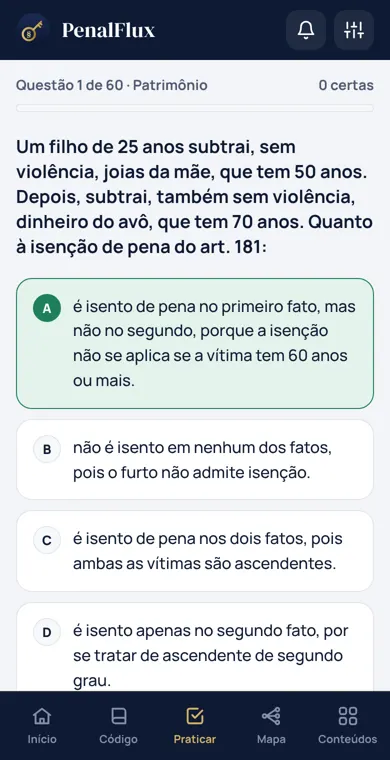 PenalFlux
Questão 1 de 60 · Patrimônio
0 certas
Um filho de 25 anos subtrai, sem
violência, joias da mãe, que tem 50 anos.
Depois, subtrai, também sem violência,
dinheiro do avô, que tem 70 anos. Quanto
à isenção de pena do art. 181:
A
é isento de pena no primeiro fato, mas
não no segundo, porque a isenção
não se aplica se a vítima tem 60 anos
ou mais.
B
não é isento em nenhum dos fatos,
pois o furto não admite isenção.
C
é isento de pena nos dois fatos, pois
ambas as vítimas são ascendentes.
D
é isento apenas no segundo fato, por
se tratar de ascendente de segundo
grau.
Início
Código
Praticar
Mapa
Conteúdos